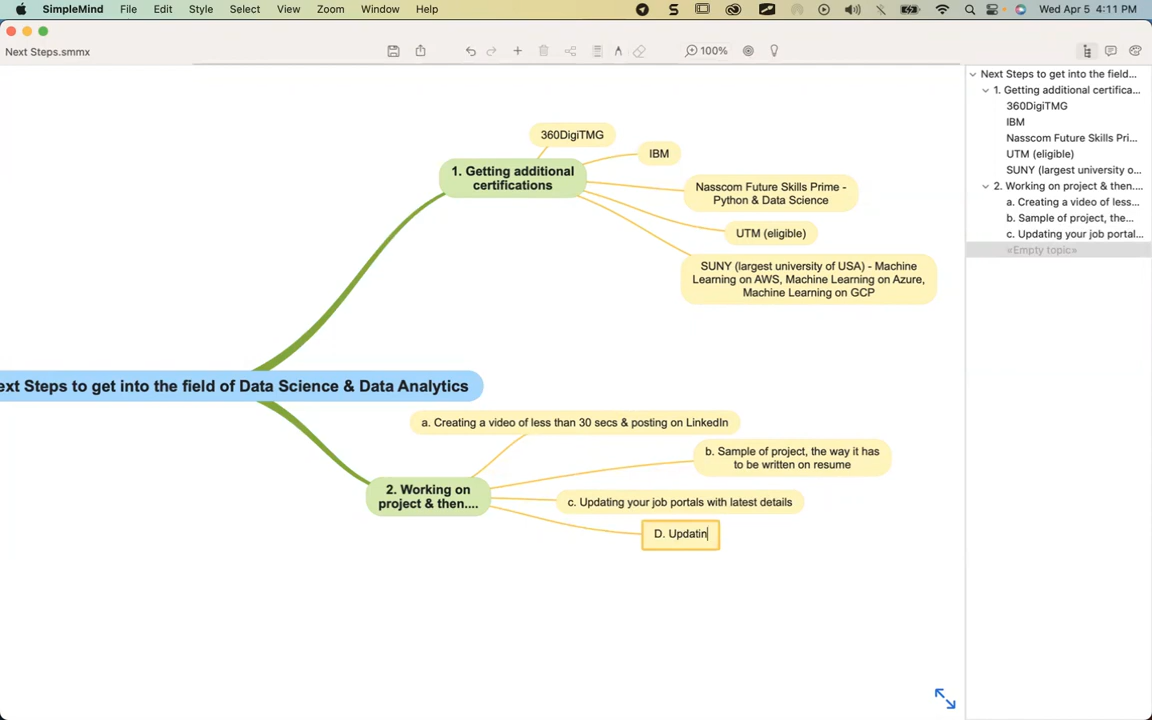 SimpleMind File Edit Style Select View Zoom Window Help Wed Apr 5 4:11 PM
Next Steps.smmx
100%
360DigiTMG
IBM
1. Getting additional
certifications
Nasscom Future Skills Prime -
Python & Data Science
UTM (eligible)
SUNY (largest university of USA) - Machine
Learning on AWS, Machine Learning on Azure,
Machine Learning on GCP
ext Steps to get into the field of Data Science & Data Analytics
a. Creating a video of less than 30 secs & posting on LinkedIn
b. Sample of project, the way it has
to be written on resume
2. Working on
project & then....
c. Updating your job portals with latest details
D. Updatin
Next Steps to get into the field...
1. Getting additional certifica...
360DigiTMG
IBM
Nasscom Future Skills Pri...
UTM (eligible)
SUNY (largest university o...
2. Working on project & then....
a. Creating a video of less...
b. Sample of project, the...
c. Updating your job portal...
«Empty topic»